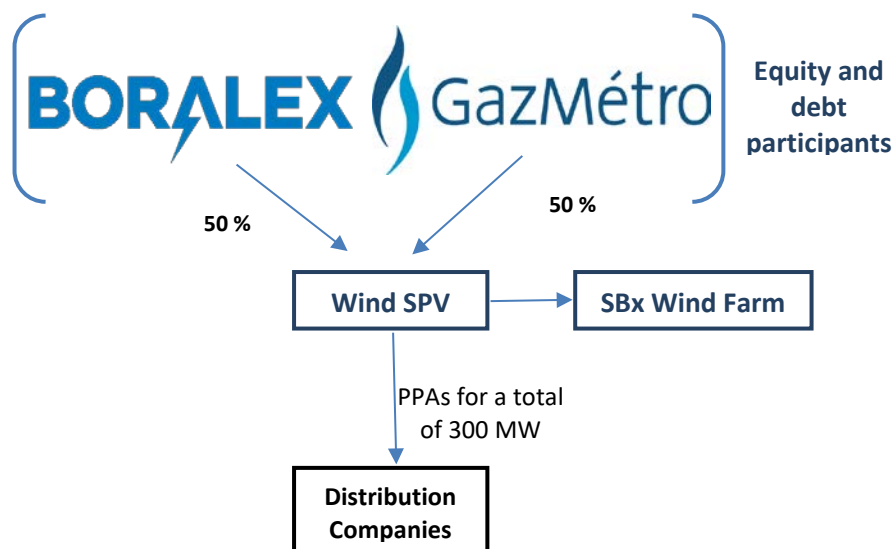 BORALEX GazMétro
Equity and
debt
participants
50 %
50 %
Wind SPV
SBx Wind Farm
PPAs for a total
of 300 MW
Distribution
Companies